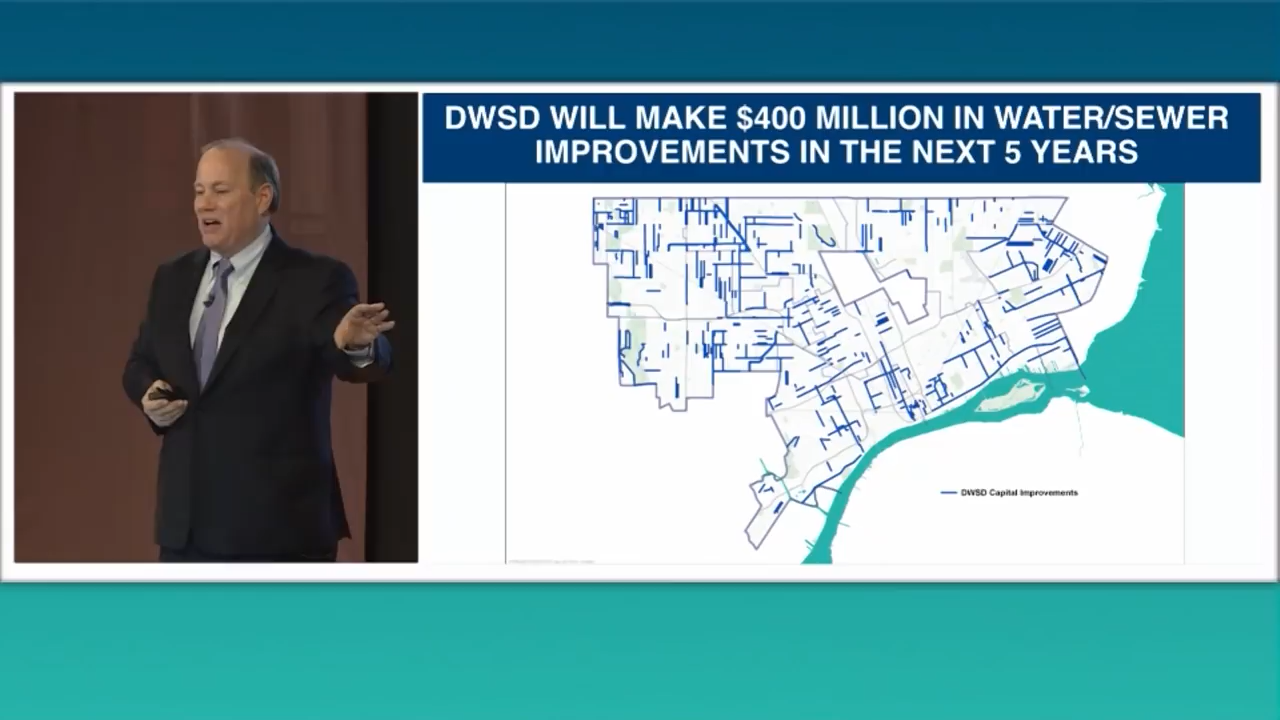 DWSD WILL MAKE $400 MILLION IN WATER/SEWER
IMPROVEMENTS IN THE NEXT 5 YEARS
DWSD Capital Improvements